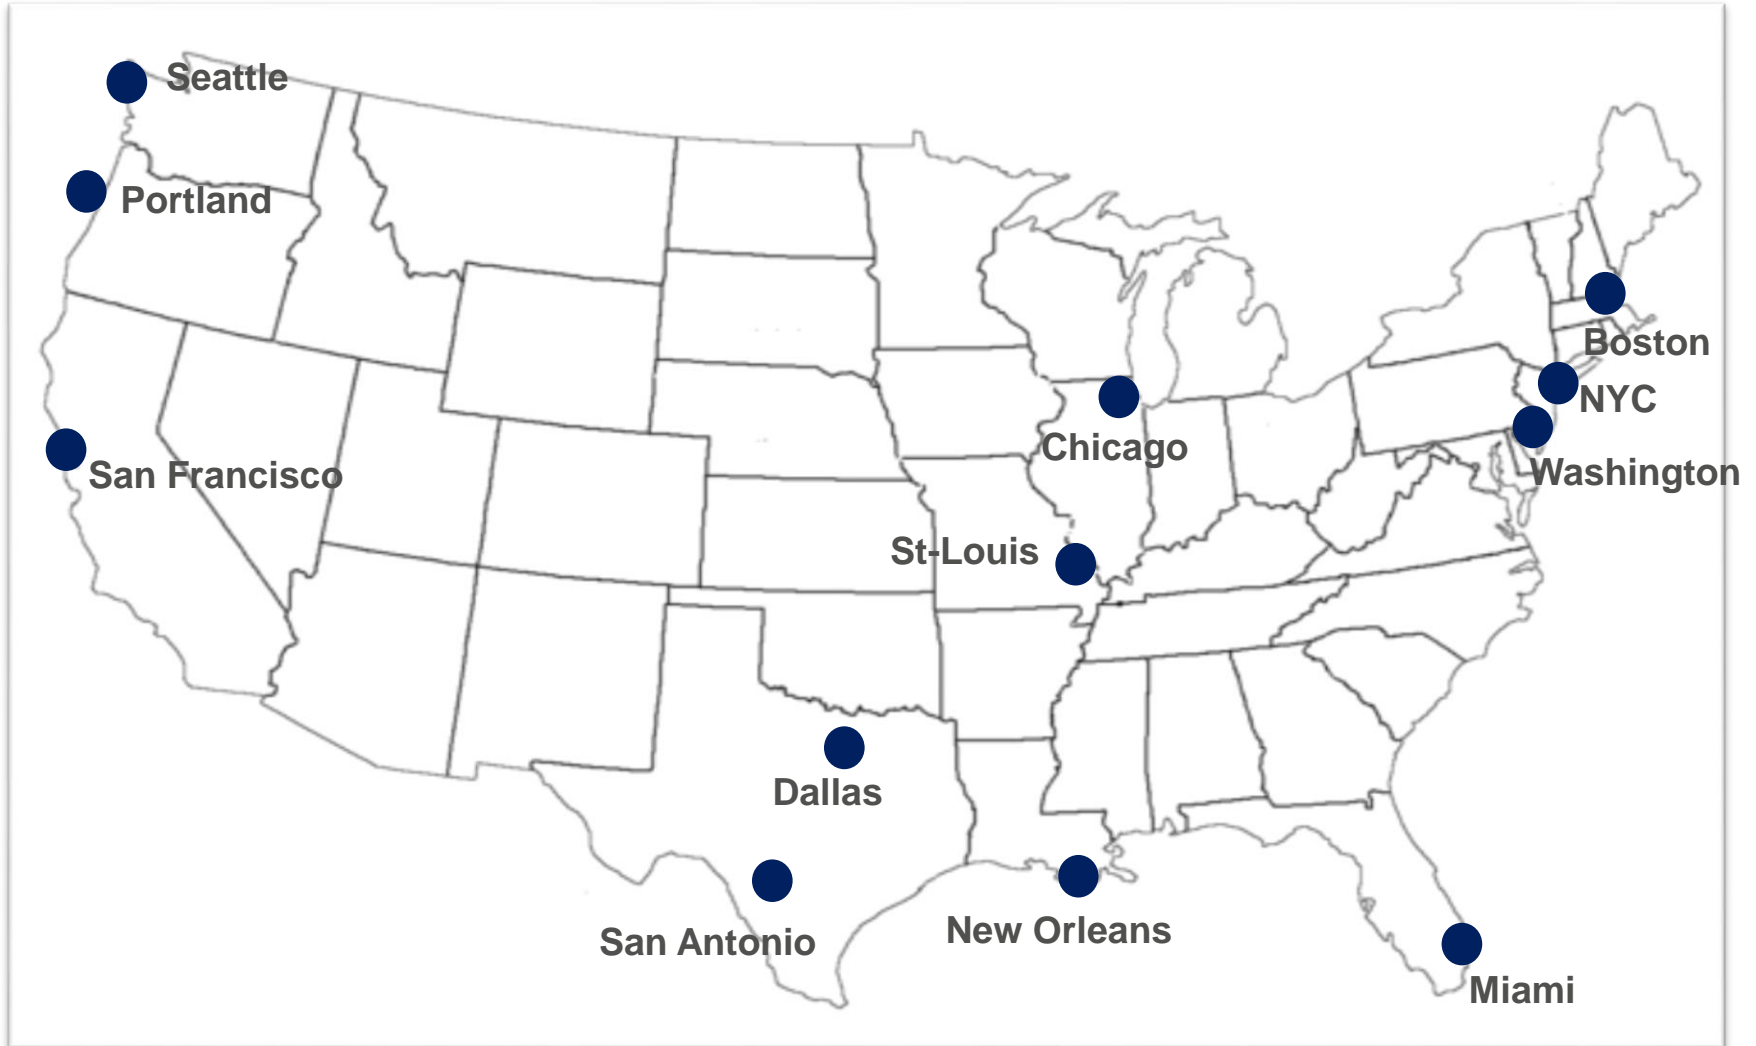 Seattle
Portland
Boston
NYC
Chicago
Washington
San Francisco
St-Louis
Dallas
San Antonio
New Orleans
Miami